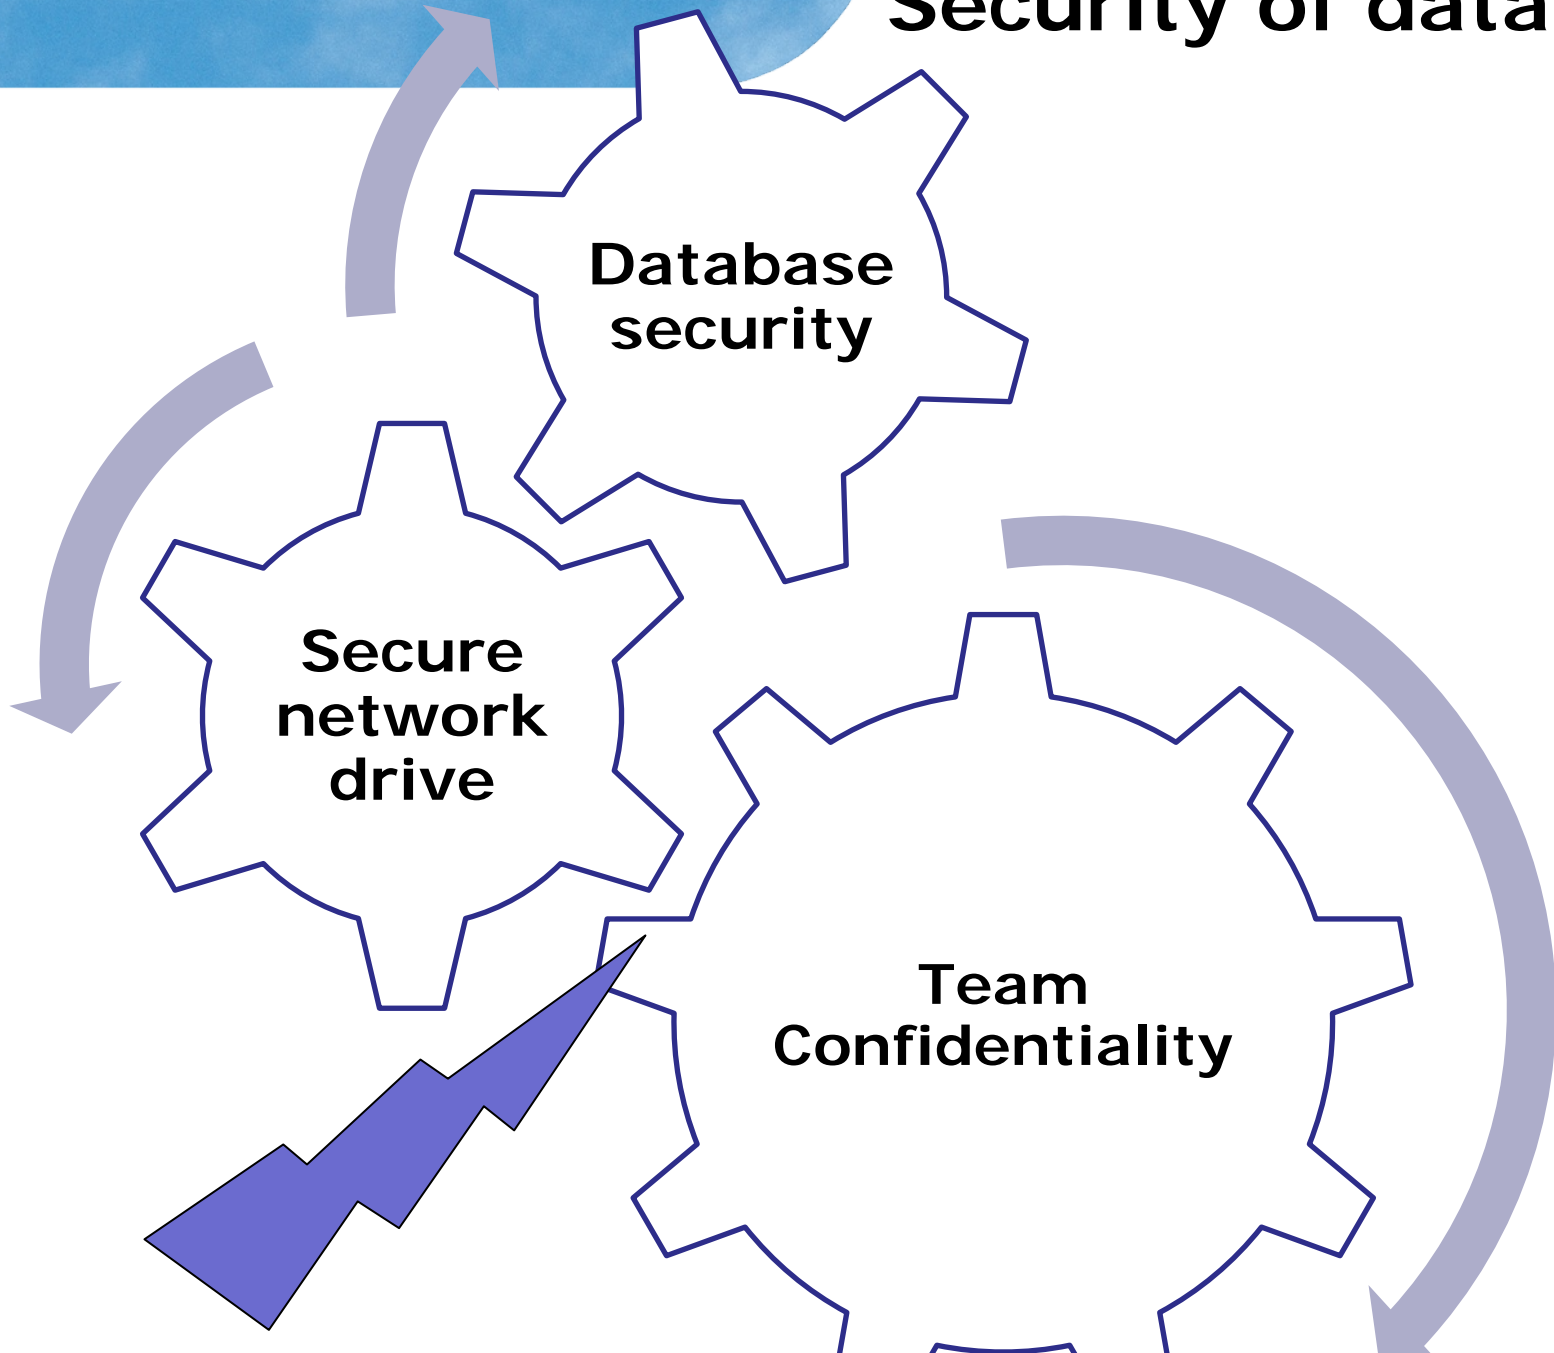 Security of data
Database
security
Secure
network
drive
Team
Confidentiality